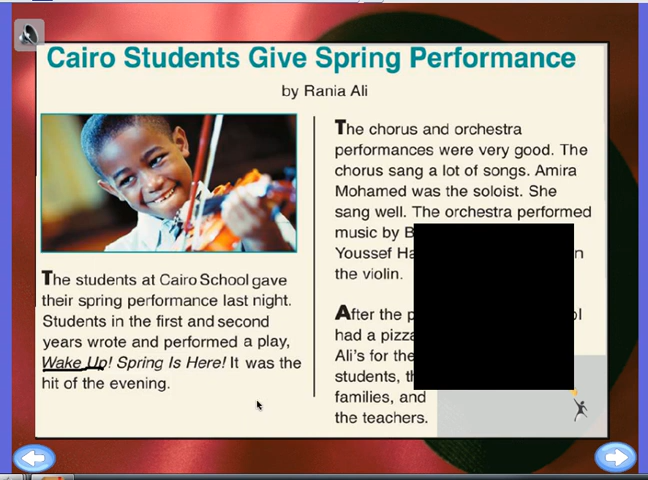 Cairo Students Give Spring Performance
by Rania Ali
The students at Cairo School gave
their spring performance last night.
Students in the first and second
years wrote and performed a play,
Wake Up! Spring Is Here! It was the
hit of the evening.
The chorus and orchestra
performances were very good. The
chorus sang a lot of songs. Amira
Mohamed was the soloist. She
sang well. The orchestra performed
music by
Youssef
the violin.
After the
had a pizza
Ali's for the
students,
families, and
the teachers.